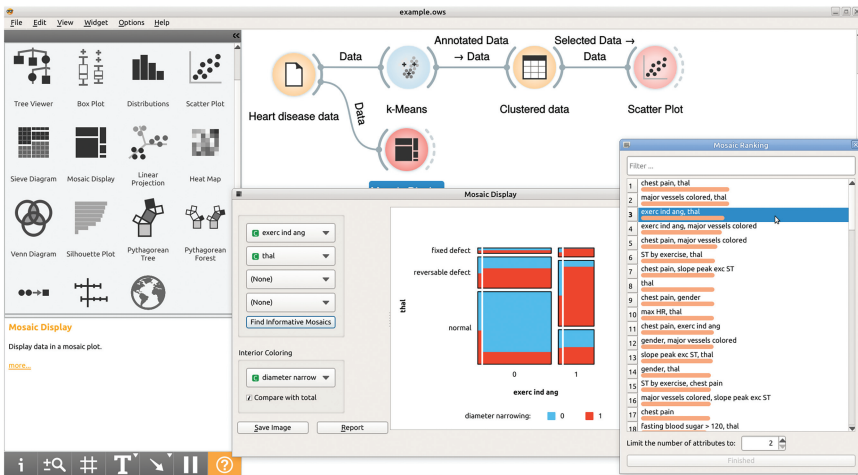 example.ows
File Edit View Widget Options Help
Tree Viewer
Box Plot
Distributions
Scatter Plot
Sieve Diagram
Mosaic Display
Linear
Projection
Heat Map
Venn Diagram
Silhouette Plot
Pythagorean
Tree
Pythagorean
Forest
Mosaic Display
Display data in a mosaic plot.
more...
Heart disease data
Data
Data
k-Means
Annotated Data
→ Data
Clustered data
Selected Data →
Data
Scatter Plot
Mosaic Display
exerc ind ang
thal
(None)
(None)
Find Informative Mosaics
Interior Coloring
diameter narrow
Compare with total
Save Image
Report
fixed defect
reversable defect
normal
thal
0
1
exerc ind ang
diameter narrowing: 0 1
Mosaic Ranking
Filter ...
1 chest pain, thal
2 major vessels colored, thal
3 exerc ind ang, thal
4 exerc ind ang, major vessels colored
5 chest pain, major vessels colored
6 ST by exercise, thal
7 chest pain, slope peak exc ST
8 thal
9 chest pain, gender
10 max HR, thal
11 chest pain, exerc ind ang
12 gender, major vessels colored
13 slope peak exc ST, thal
14 gender, thal
15 ST by exercise, chest pain
16 major vessels colored, slope peak exc ST
17 chest pain
18 fasting blood sugar > 120, thal
Limit the number of attributes to: 2
Finished